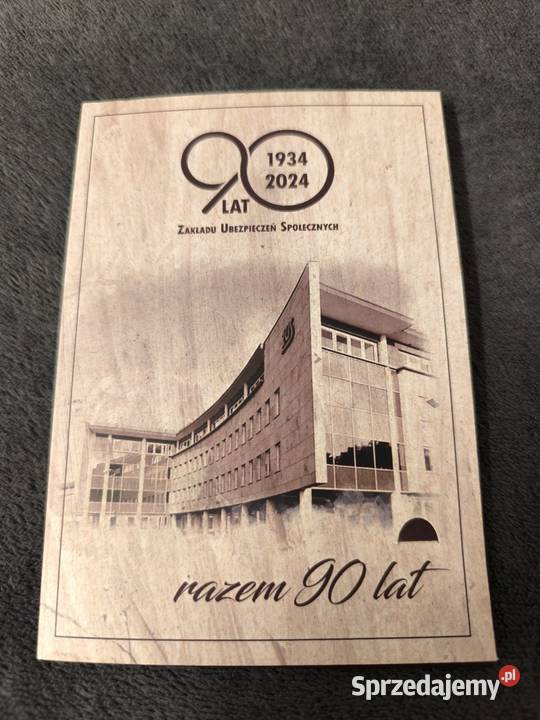 90 1934
2024
LAT
ZAKŁADU UBEZPIECZEŃ SPOŁECZNYCH
razem 90 lat
Sprzedajemy.pl